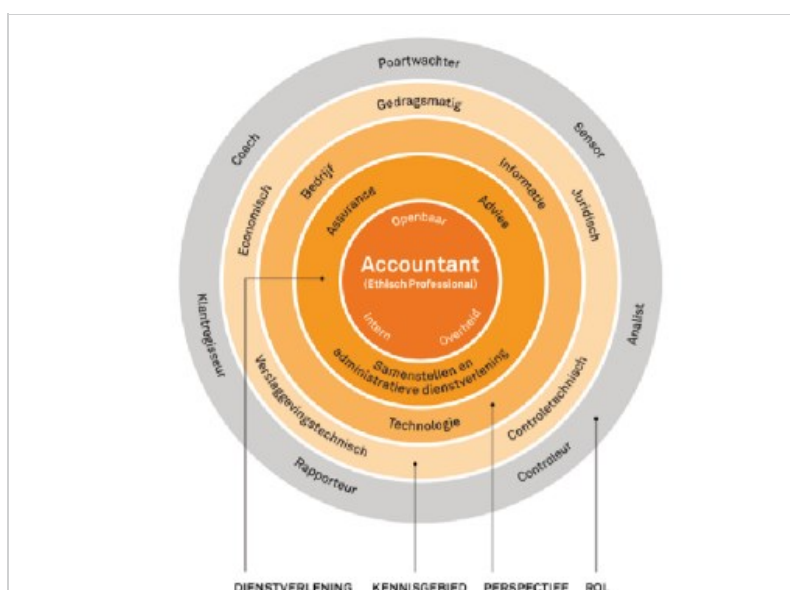 Poortwachter
Gedragsmatig
Coach
Sensor
Bedrijf
Informatie
Economisch
Juridisch
Assurance
Advies
Openbaar
Accountant
(Ethisch Professional)
Intern
Overheid
Klantregisseur
Analist
Samenstellen en
administratieve dienstverlening
Verslaggevingstechnisch
Controletechnisch
Technologie
Rapporteur
Controleur
DIENSTVERLENING KENNISGEBIED PERSPECTIEF ROL